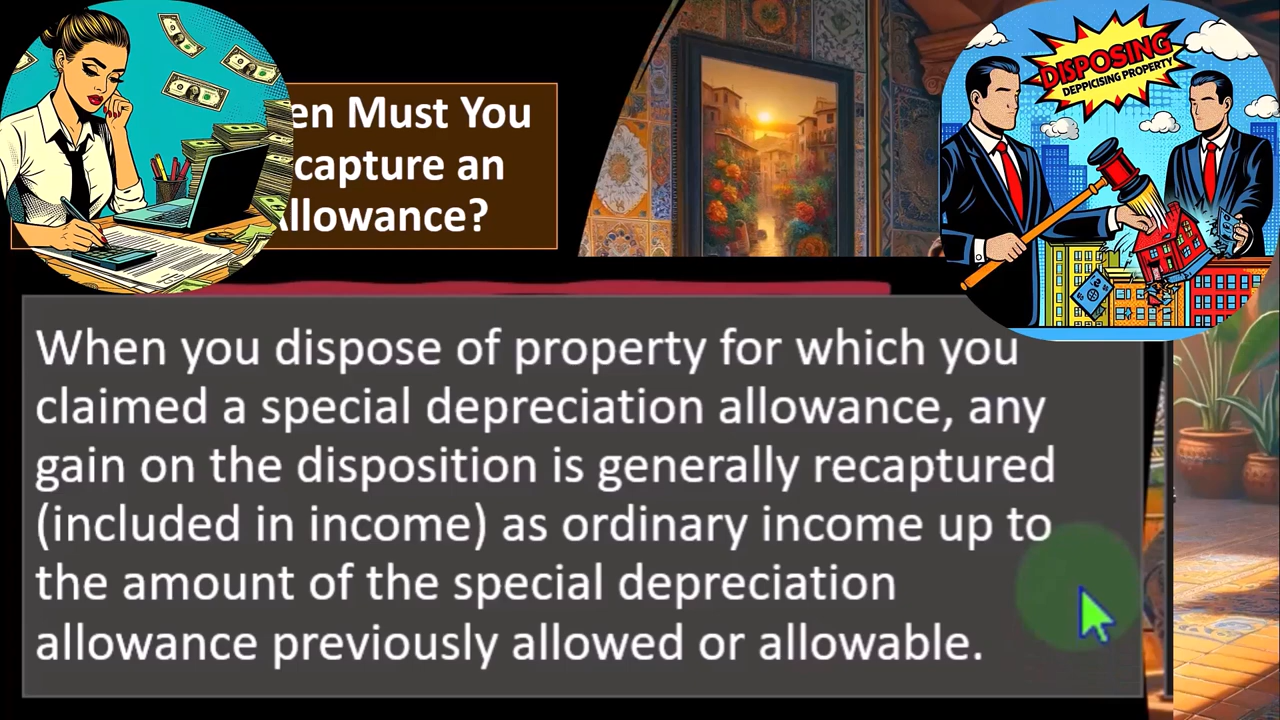 en Must You
capture an
Allowance?
DISPOSING
DEPPICISING PROPERTY
When you dispose of property for which you
claimed a special depreciation allowance, any
gain on the disposition is generally recaptured
(included in income) as ordinary income up to
the amount of the special depreciation
allowance previously allowed or allowable.